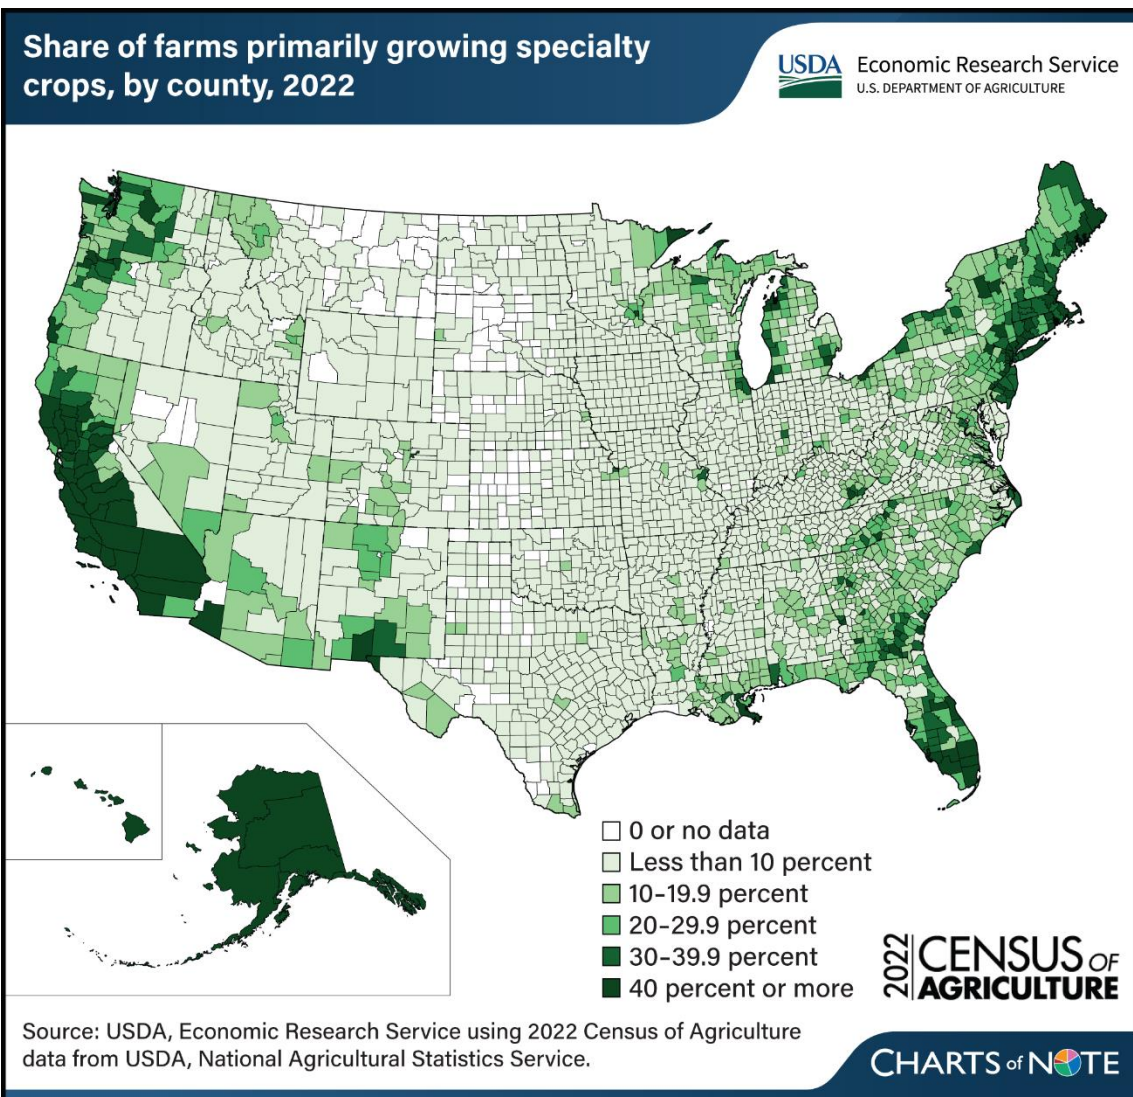 Share of farms primarily growing specialty
crops, by county, 2022
USDA
Economic Research Service
U.S. DEPARTMENT OF AGRICULTURE
0 or no data
Less than 10 percent
10–19.9 percent
20–29.9 percent
30–39.9 percent
40 percent or more
2022
CENSUS OF
AGRICULTURE
Source: USDA, Economic Research Service using 2022 Census of Agriculture
data from USDA, National Agricultural Statistics Service.
CHARTS of NOTE